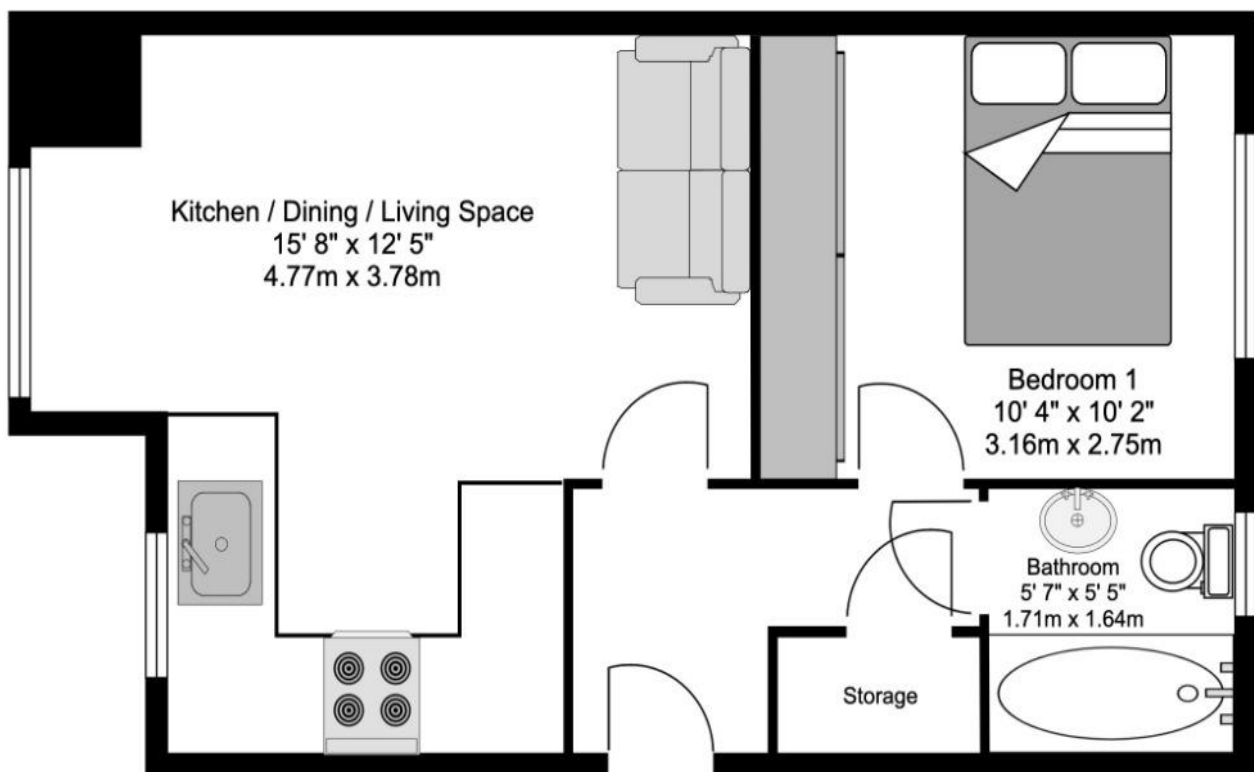 Kitchen / Dining / Living Space
15' 8" x 12' 5"
4.77m x 3.78m
Bedroom 1
10' 4" x 10' 2"
3.16m x 2.75m
Bathroom
5' 7" x 5' 5"
1.71m x 1.64m
Storage